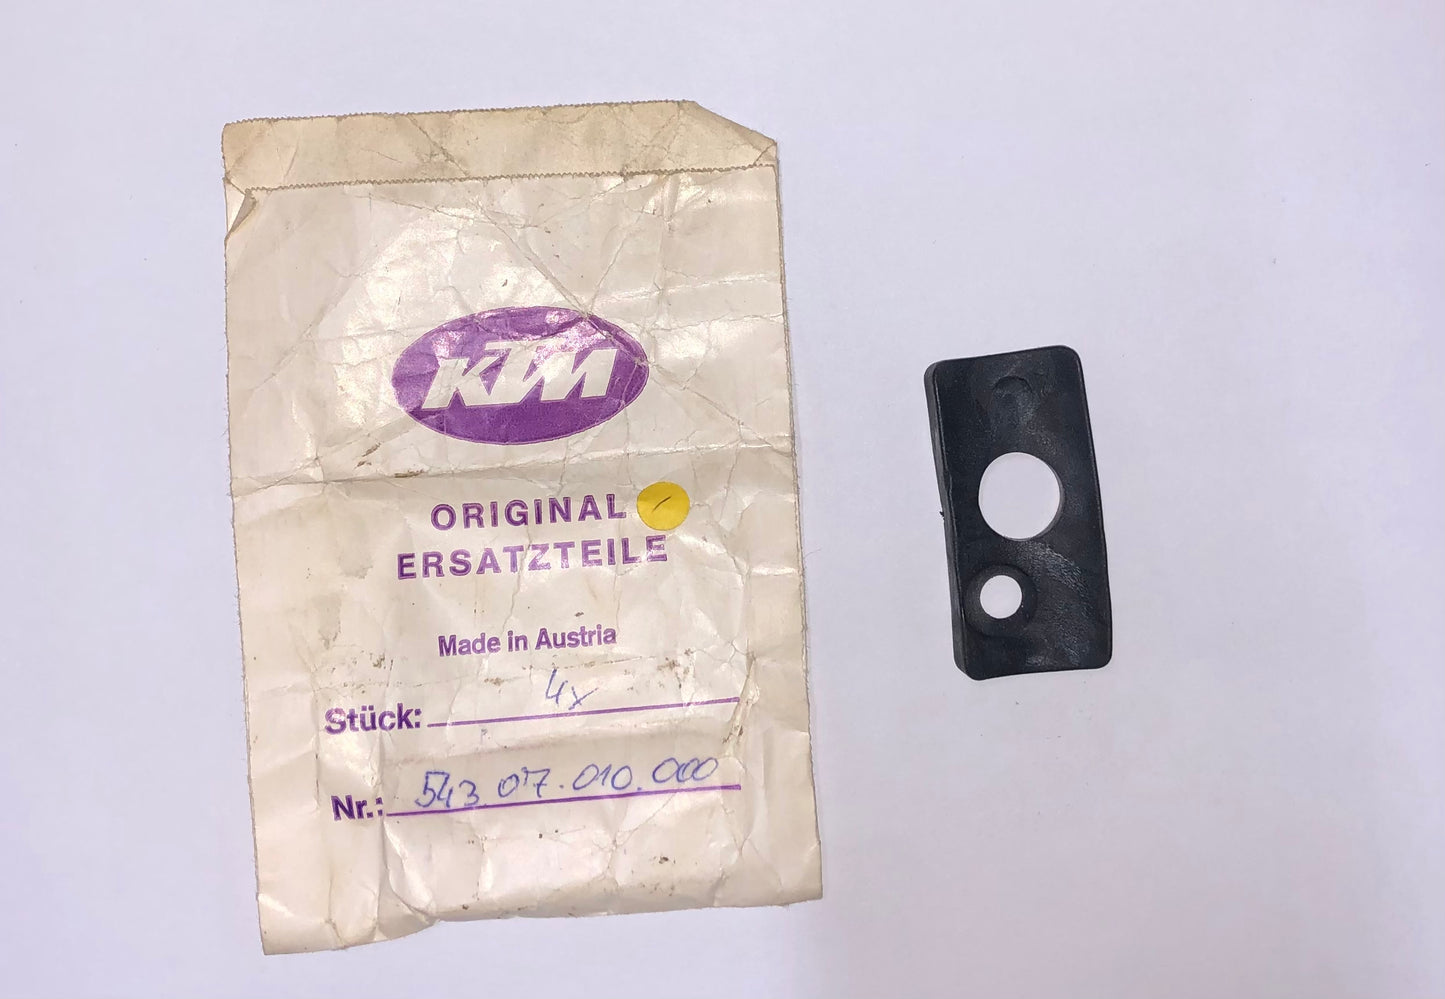 KTM
ORIGINAL
ERSATZTEILE
Made in Austria
Stück: 4x
Nr.: 543.07.010.000